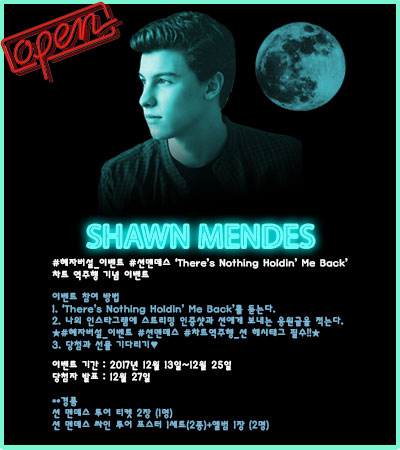 open
SHAWN MENDES
#혜자버설_이벤트 #션멘데스 ‘There's Nothing Holdin' Me Back’
차트 역주행 기념 이벤트
이벤트 참여 방법
1. ‘There's Nothing Holdin' Me Back’를 듣는다.
2. 나의 인스타그램에 스트리밍 인증샷과 션에게 보내는 응원글을 적는다.
★#혜자버설_이벤트 #션멘데스 #차트역주행_션 해시태그 필수!!★
3. 당첨과 선물 기다리기♥
이벤트 기간 : 2017년 12월 13일~12월 25일
당첨자 발표 : 12월 27일
**경품
션 멘데스 투어 티켓 2장 (1명)
션 멘데스 싸인 투어 포스터 1세트(2종)+앨범 1장 (2명)